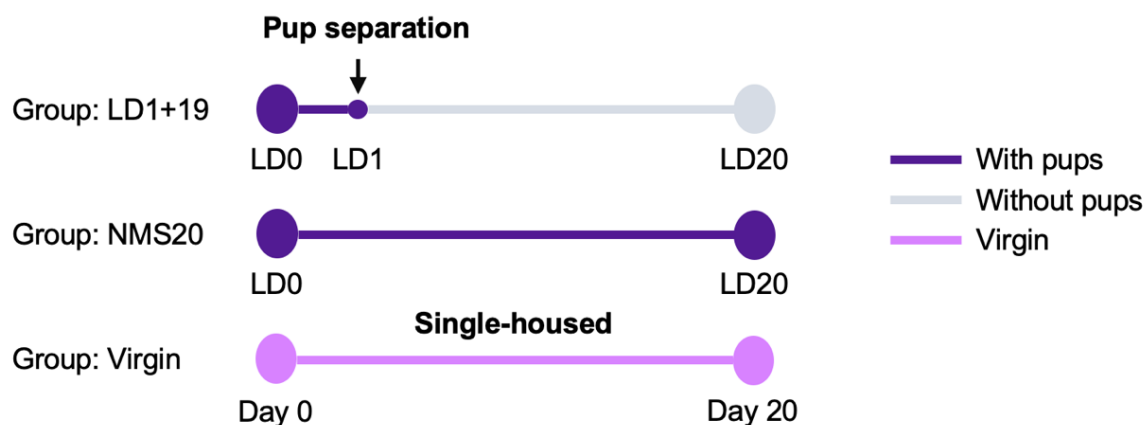 Pup separation
Group: LD1+19
LD0
LD1
LD20
With pups
Without pups
Virgin
Group: NMS20
LD0
LD20
Single-housed
Group: Virgin
Day 0
Day 20